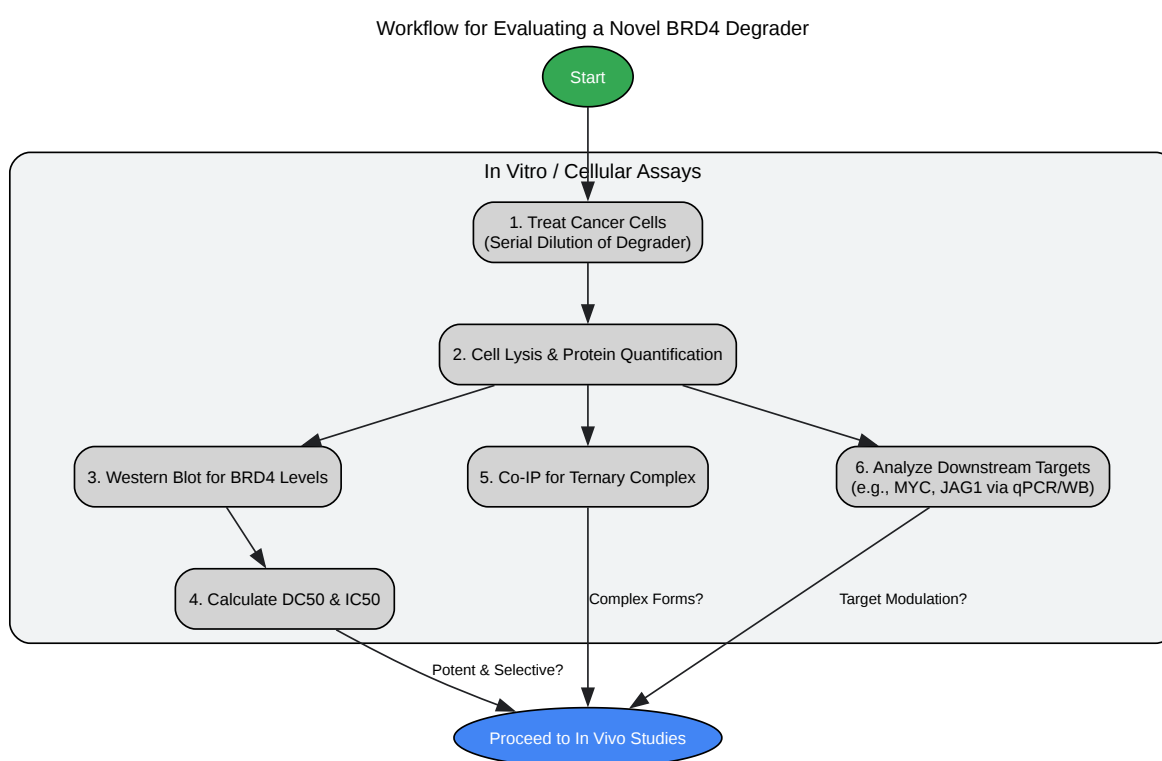 Workflow for Evaluating a Novel BRD4 Degrader
Start
In Vitro / Cellular Assays
1. Treat Cancer Cells
(Serial Dilution of Degrader)
2. Cell Lysis & Protein Quantification
3. Western Blot for BRD4 Levels
5. Co-IP for Ternary Complex
6. Analyze Downstream Targets
(e.g., MYC, JAG1 via qPCR/WB)
4. Calculate DC50 & IC50
Complex Forms?
Target Modulation?
Potent & Selective?
Proceed to In Vivo Studies